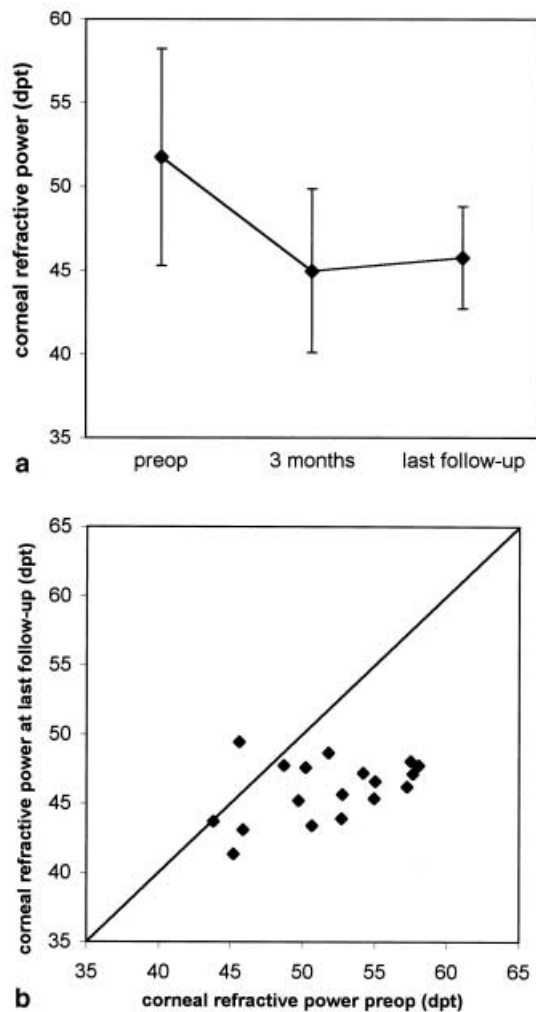 corneal refractive power (dpt)
60
55
50
45
40
35
preop 3 months last follow-up
a
corneal refractive power at last follow-up (dpt)
65
60
55
50
45
40
35
35 40 45 50 55 60 65
corneal refractive power preop (dpt)
b